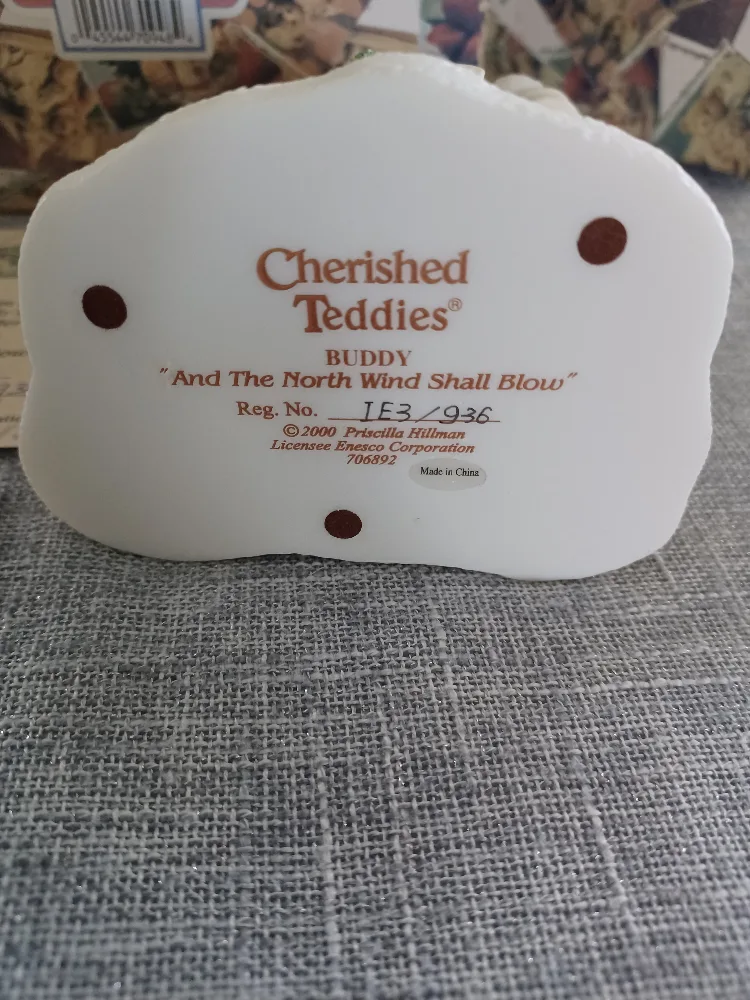 Cherished
Teddies®
BUDDY
"And The North Wind Shall Blow"
Reg. No. IE3/936
©2000 Priscilla Hillman
Licensee Enesco Corporation
706892
Made in China